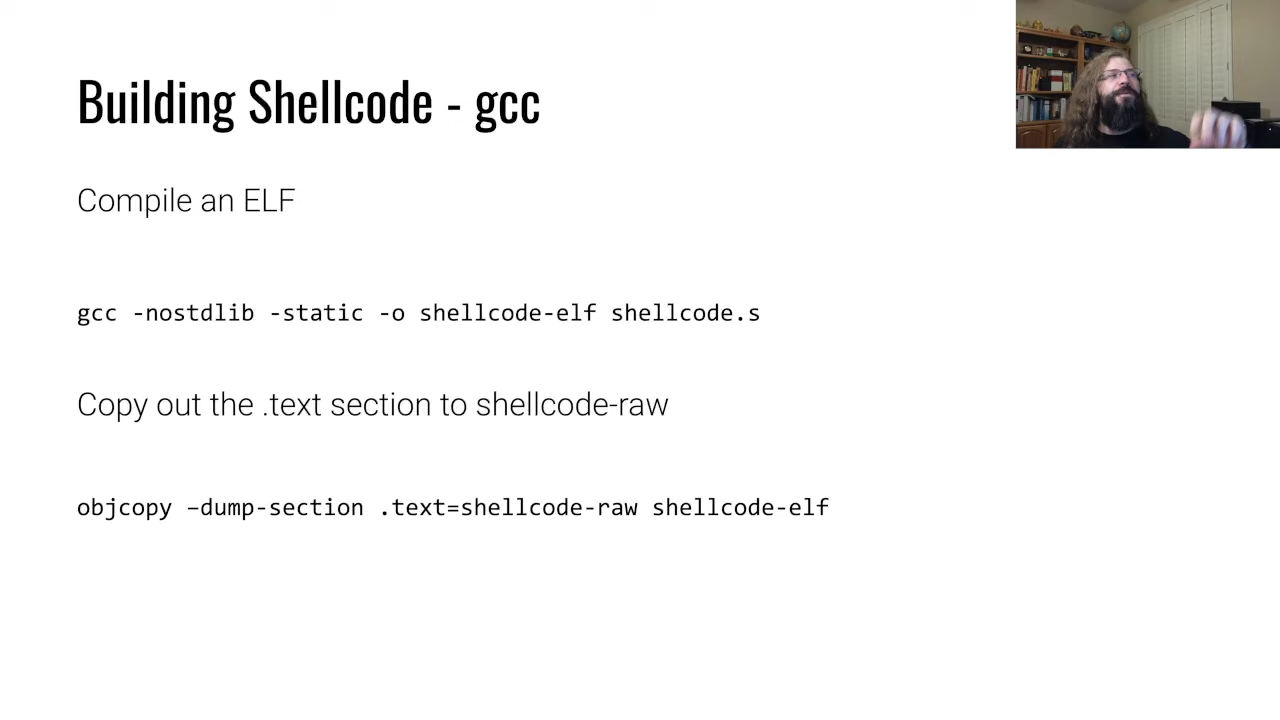 Building Shellcode - gcc
Compile an ELF
gcc -nostdlib -static -o shellcode-elf shellcode.s
Copy out the .text section to shellcode-raw
objcopy –dump-section .text=shellcode-raw shellcode-elf